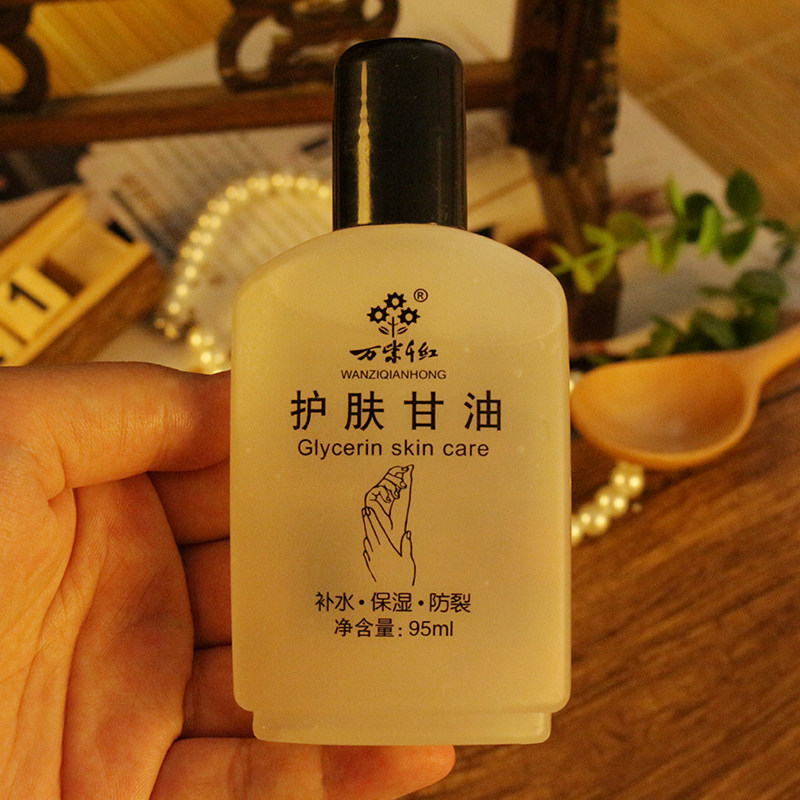 ®
万紫千红
WANZIQIANHONG
护肤甘油
Glycerin skin care
补水·保湿·防裂
净含量：95ml
1